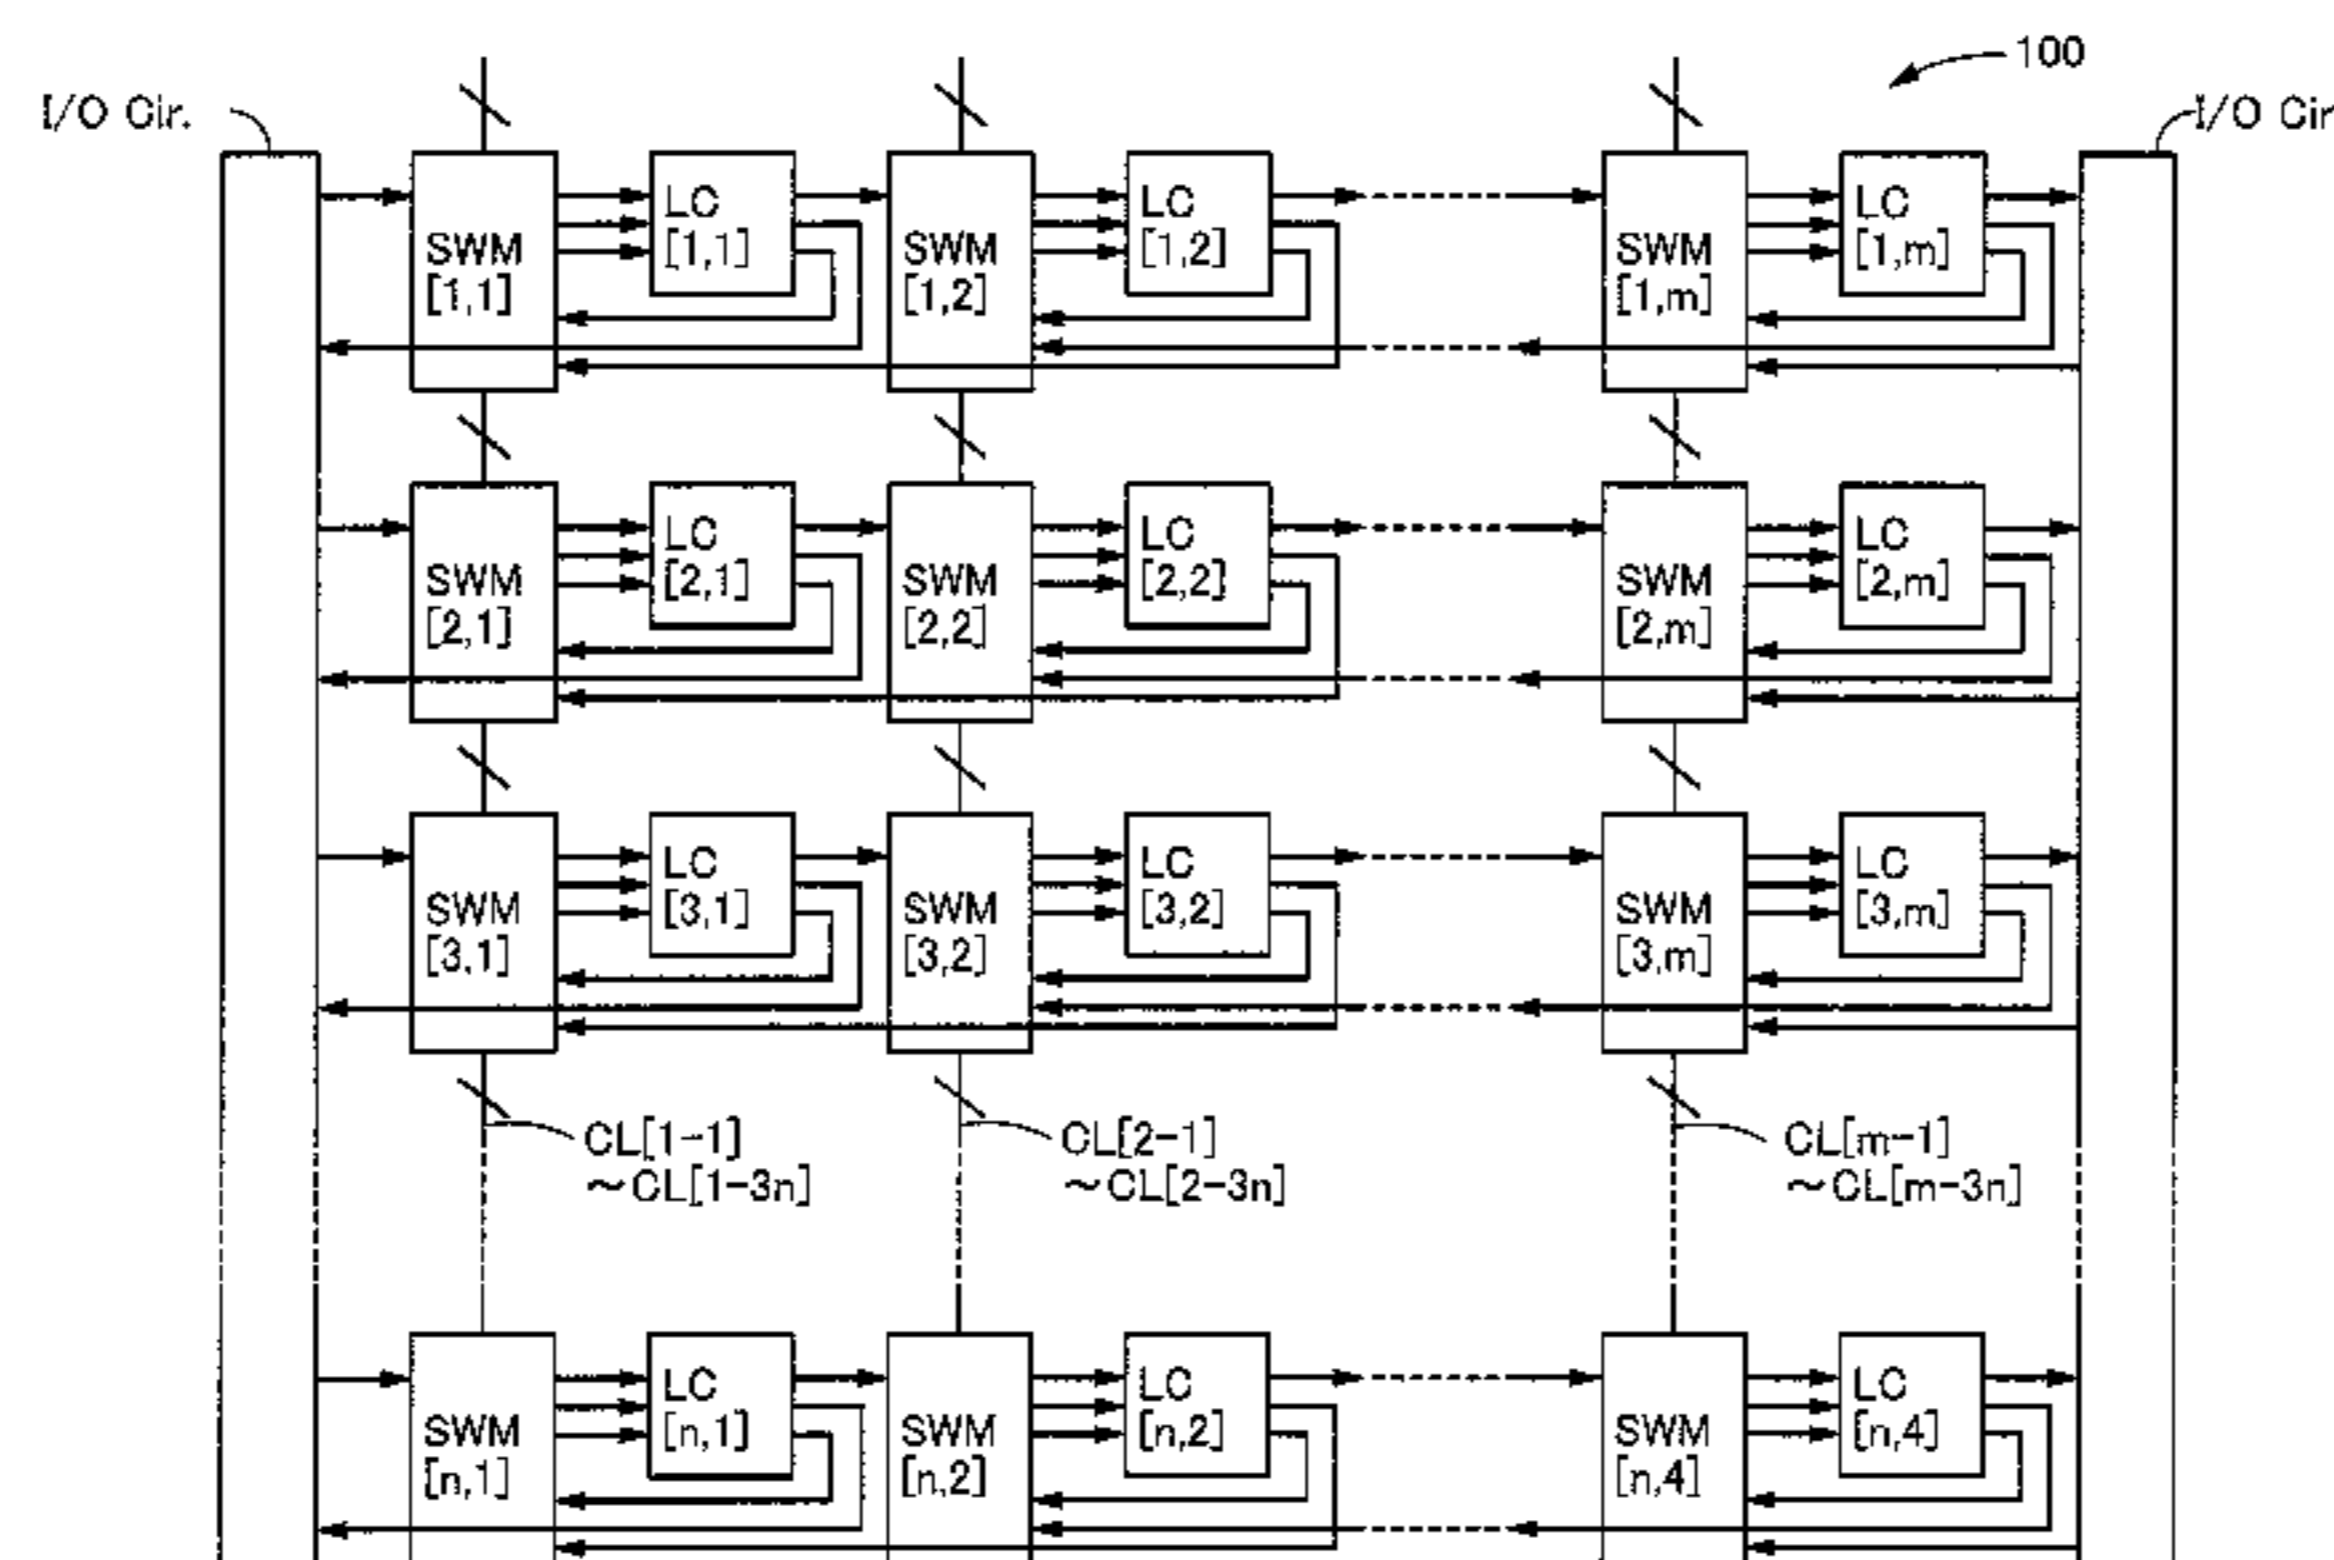 100
I/O Cir.
I/O Cir
SWM
[1,1]
LC
[1,1]
SWM
[1,2]
LC
[1,2]
SWM
[1,m]
LC
[1,m]
SWM
[2,1]
LC
[2,1]
SWM
[2,2]
LC
[2,2]
SWM
[2,m]
LC
[2,m]
SWM
[3,1]
LC
[3,1]
SWM
[3,2]
LC
[3,2]
SWM
[3,m]
LC
[3,m]
CL[1-1]
~CL[1-3n]
CL[2-1]
~CL[2-3n]
CL[m-1]
~CL[m-3n]
SWM
[n,1]
LC
[n,1]
SWM
[n,2]
LC
[n,2]
SWM
[n,4]
LC
[n,4]